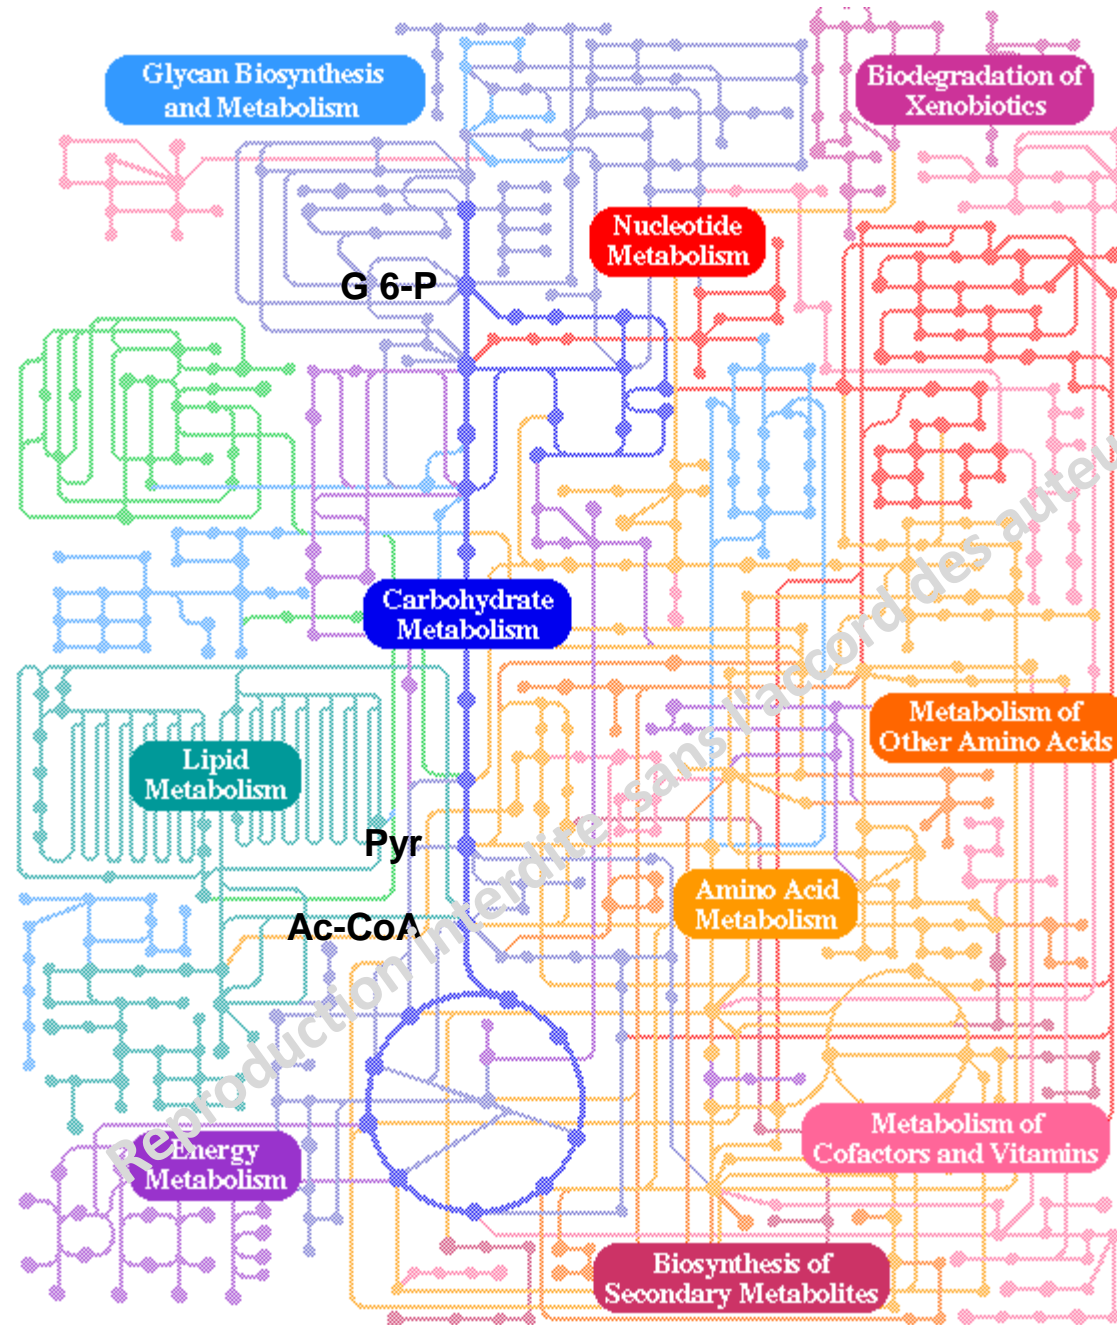 Glycan Biosynthesis
and Metabolism
Biodegradation of
Xenobiotics
Nucleotide
Metabolism
G 6-P
Carbohydrate
Metabolism
Metabolism of
Other Amino Acids
Lipid
Metabolism
Pyr
Amino Acid
Metabolism
Ac-CoA
Metabolism of
Cofactors and Vitamins
Energy
Metabolism
Biosynthesis of
Secondary Metabolites
Reproduction Interdite sans l'accord des auteu